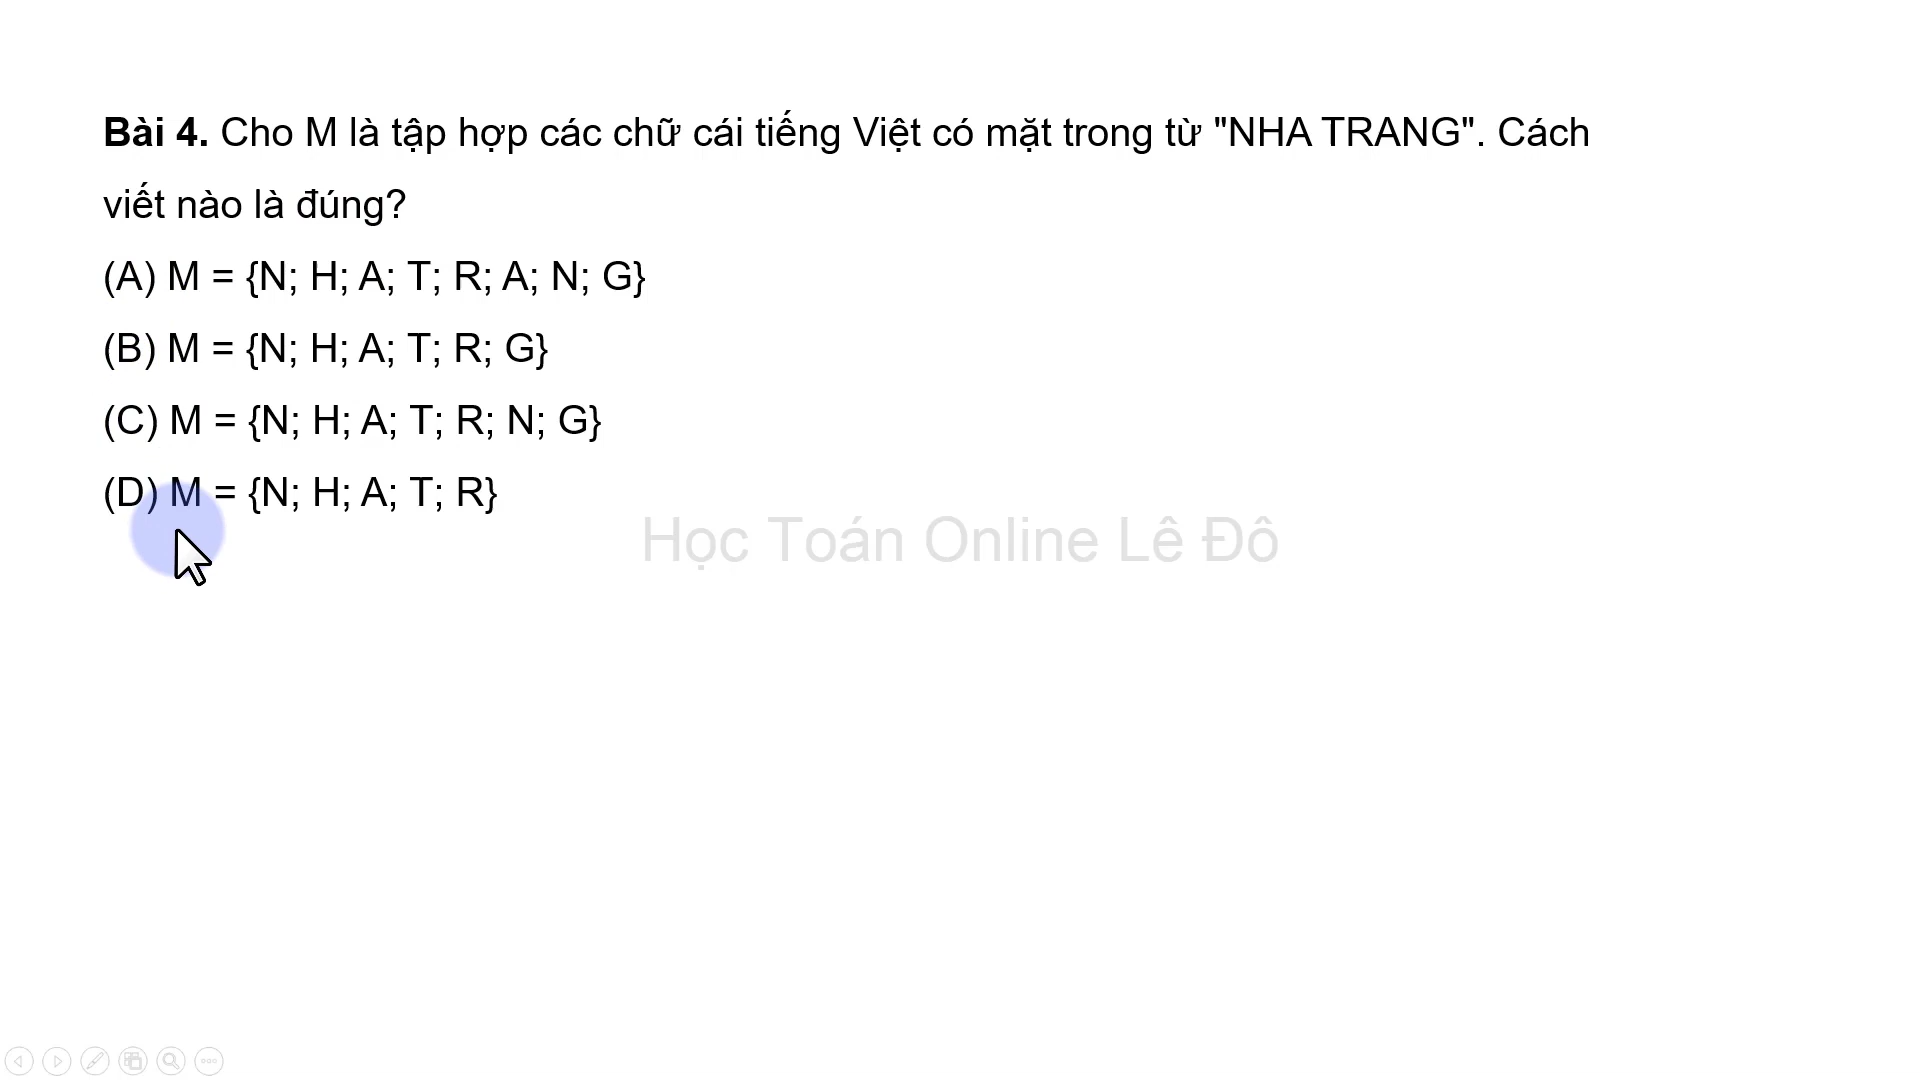 Bài 4. Cho M là tập hợp các chữ cái tiếng Việt có mặt trong từ "NHA TRANG". Cách
viết nào là đúng?
(A) M = {N; H; A; T; R; A; N; G}
(B) M = {N; H; A; T; R; G}
(C) M = {N; H; A; T; R; N; G}
(D) M = {N; H; A; T; R}
Học Toán Online Lê Đô